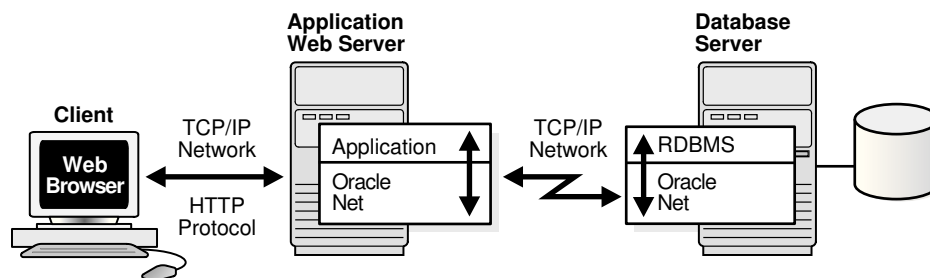 Application
Web Server
Database
Server
Client
Web
Browser
TCP/IP
Network
HTTP
Protocol
Application
Oracle
Net
TCP/IP
Network
RDBMS
Oracle
Net